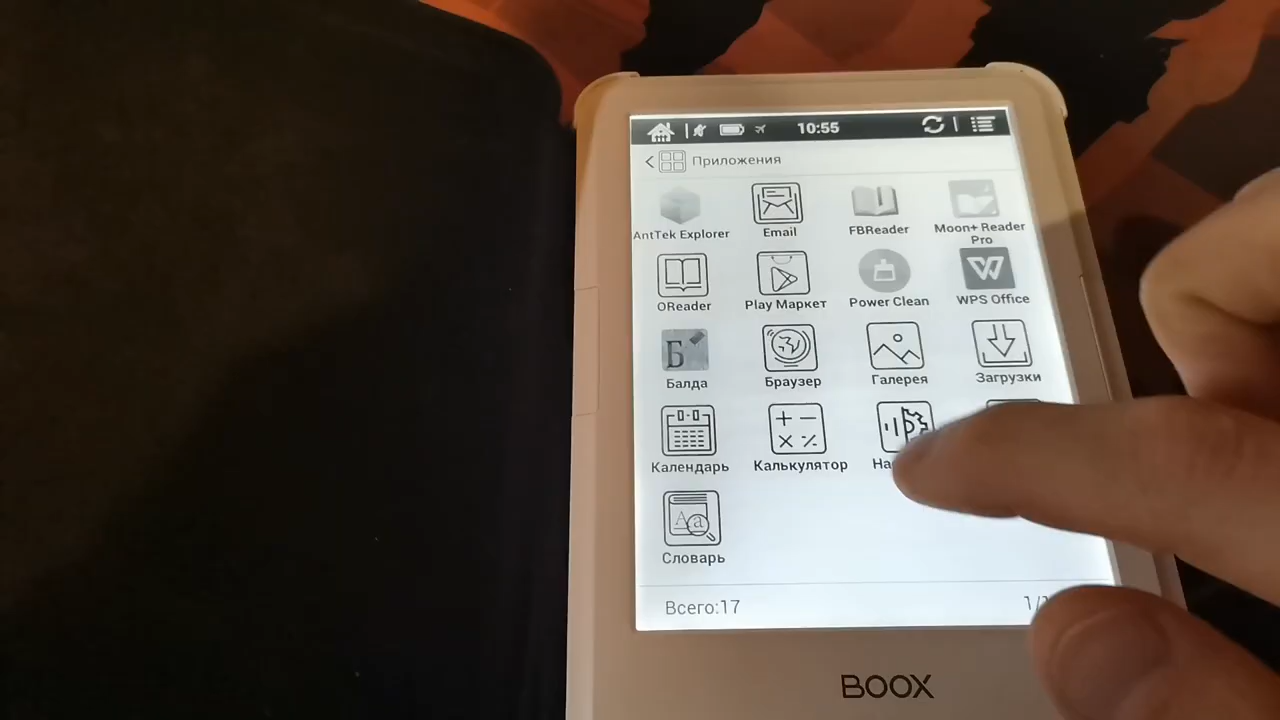 10:55
Приложения
AntTek Explorer Email FBReader Moon+ Reader
Pro
OReader Play Маркет Power Clean WPS Office
Балда Браузер Галерея Загрузки
Календарь Калькулятор
Словарь
Всего:17
BOOX